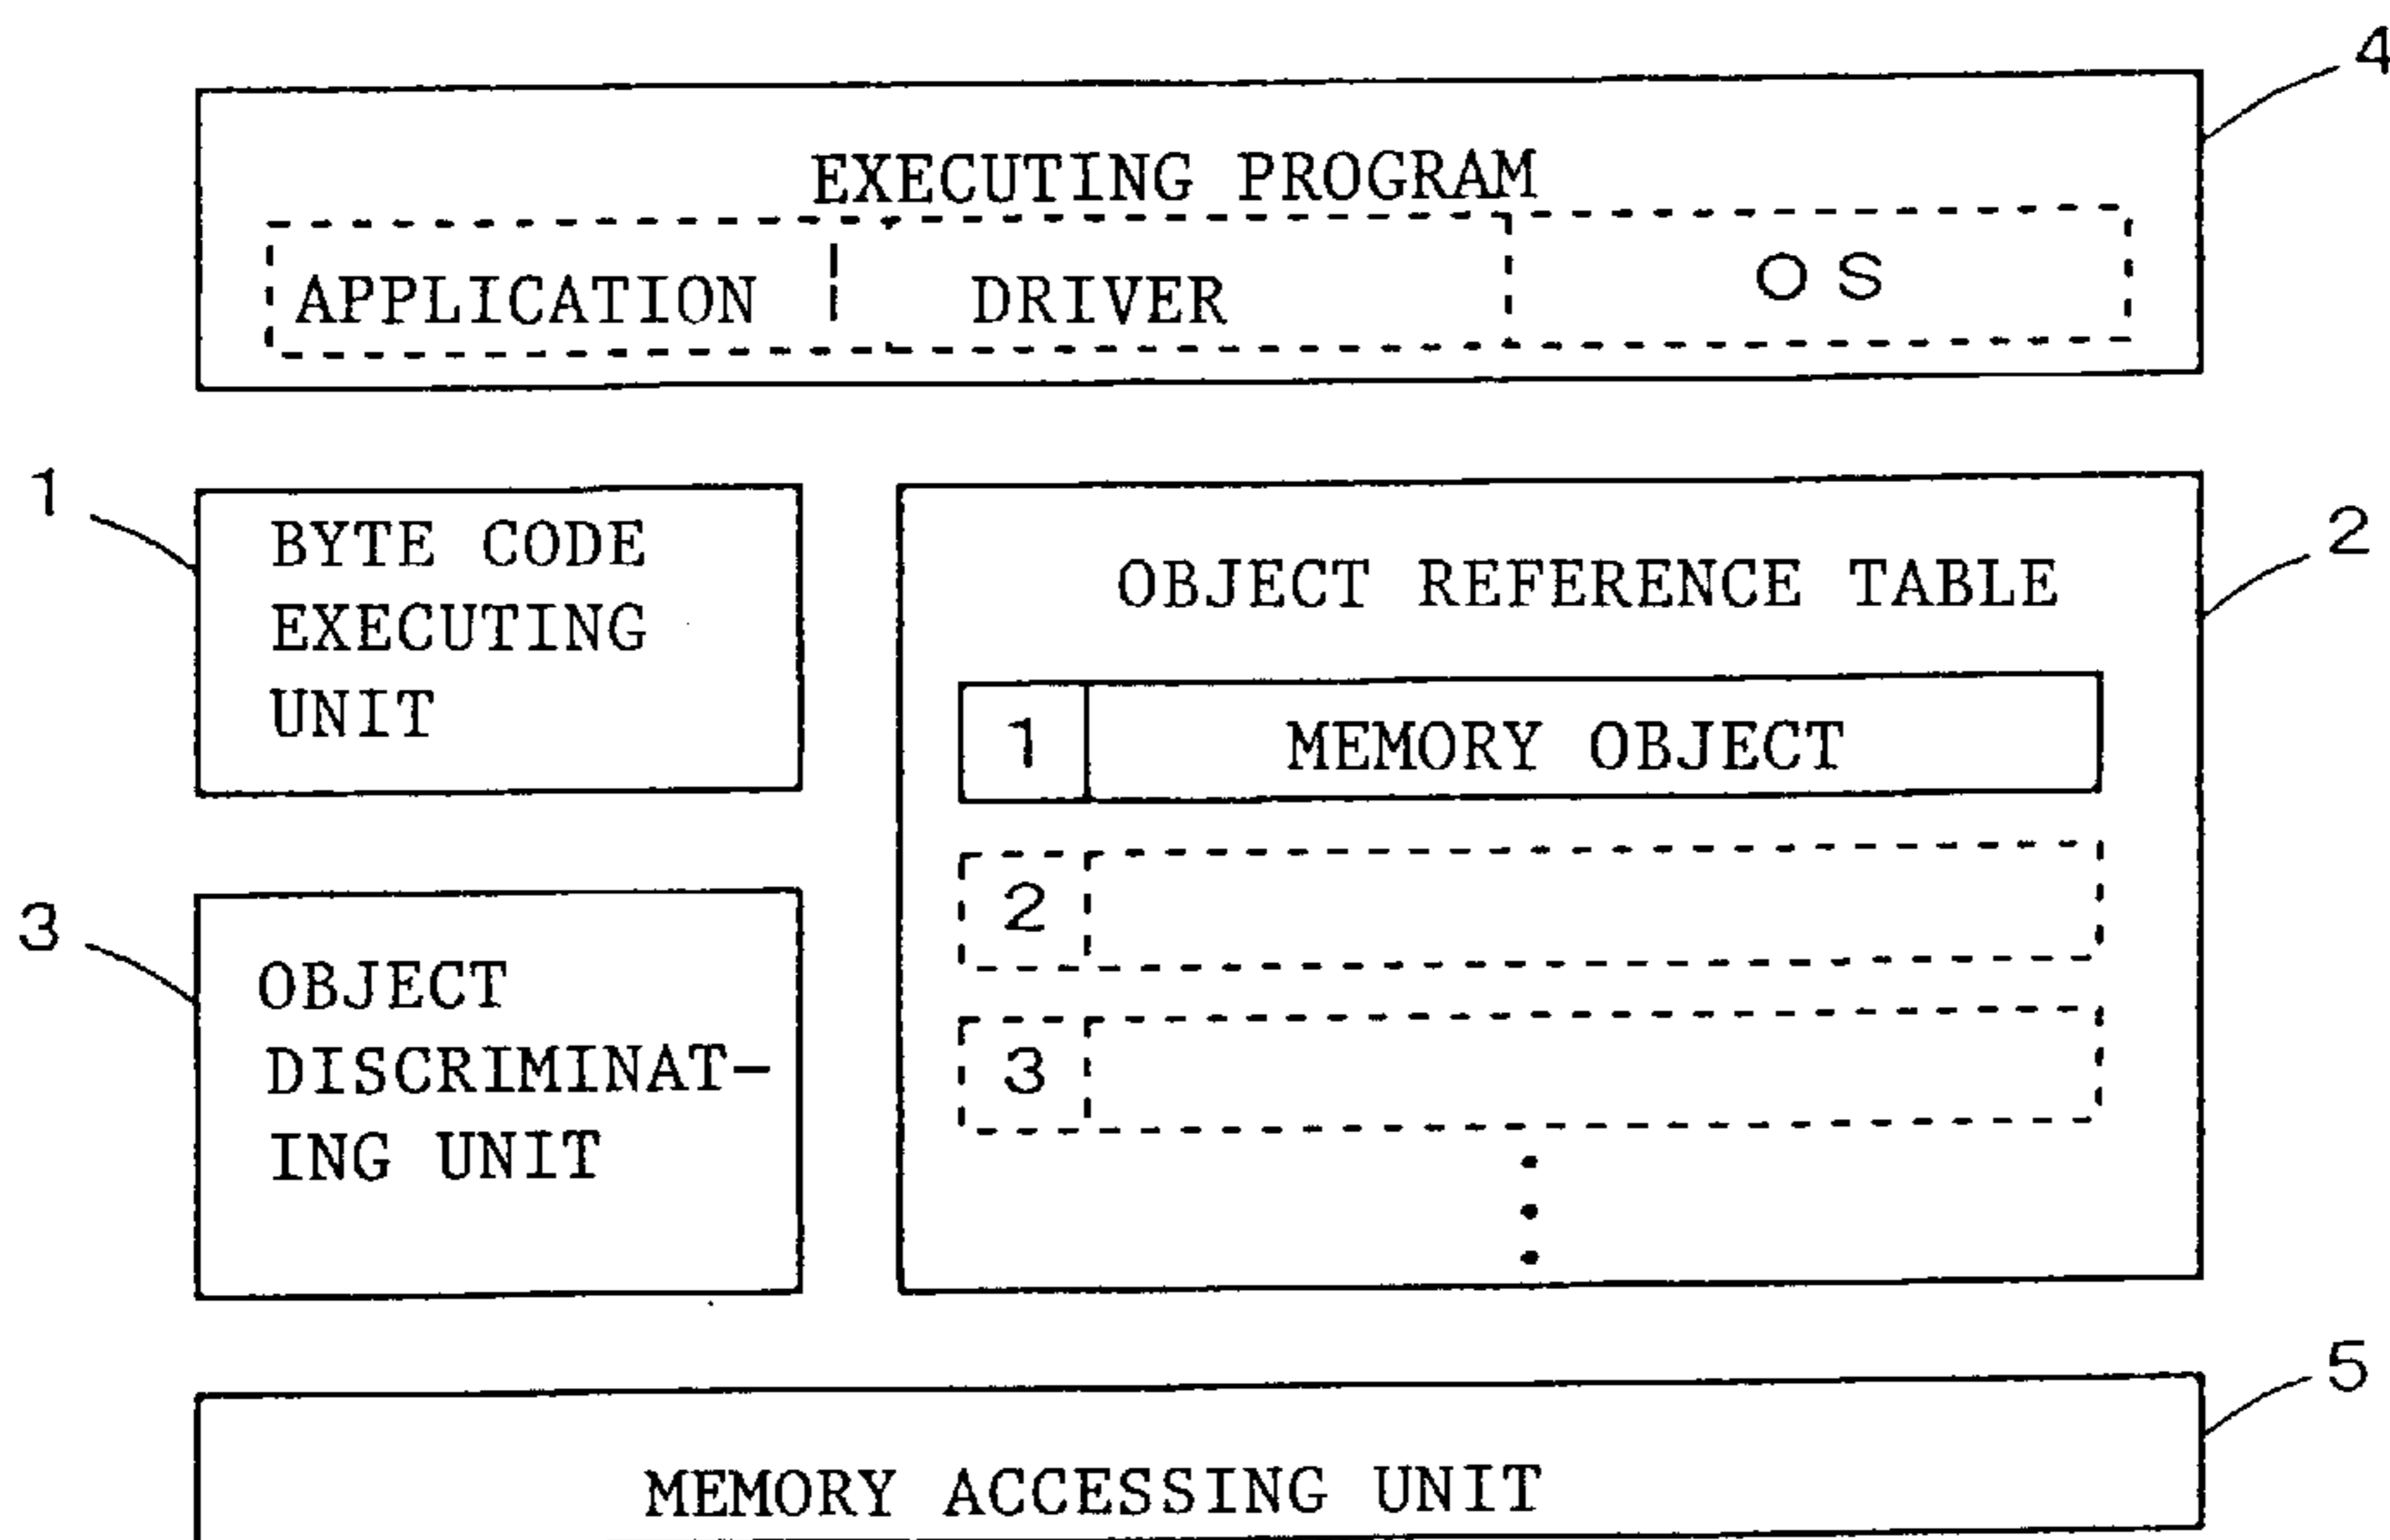 4
EXECUTING PROGRAM
APPLICATION DRIVER OS
1
BYTE CODE
EXECUTING
UNIT
2
OBJECT REFERENCE TABLE
1 MEMORY OBJECT
2
3
3
OBJECT
DISCRIMINAT-
ING UNIT
5
MEMORY ACCESSING UNIT